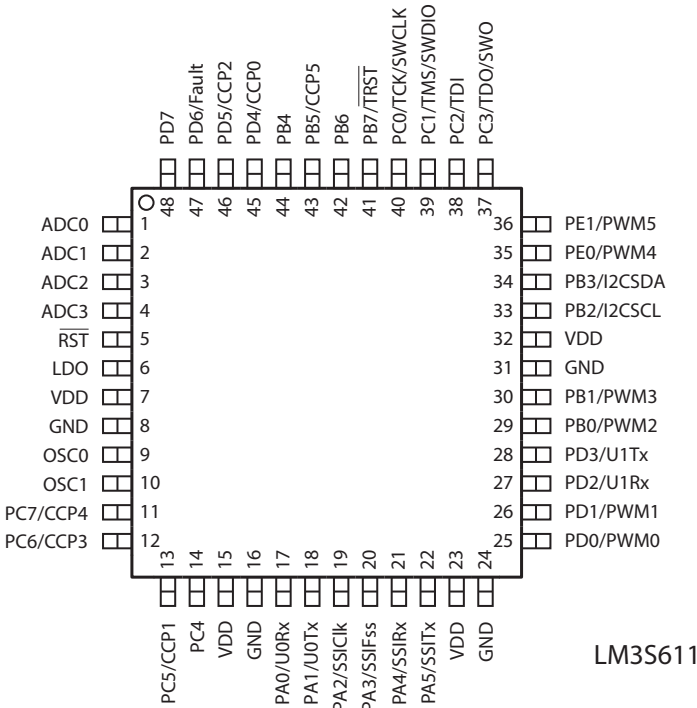 PD7
PD6/Fault
PD5/CCP2
PD4/CCP0
PB4
PB5/CCP5
PB6
PB7/TRST
PC0/TCK/SWCLK
PC1/TMS/SWDIO
PC2/TDI
PC3/TDO/SWO
48
47
46
45
44
43
42
41
40
39
38
37
ADC0 1
ADC1 2
ADC2 3
ADC3 4
RST 5
LDO 6
VDD 7
GND 8
OSC0 9
OSC1 10
PC7/CCP4 11
PC6/CCP3 12
36 PE1/PWM5
35 PE0/PWM4
34 PB3/I2CSDA
33 PB2/I2CSCL
32 VDD
31 GND
30 PB1/PWM3
29 PB0/PWM2
28 PD3/U1Tx
27 PD2/U1Rx
26 PD1/PWM1
25 PD0/PWM0
13
14
15
16
17
18
19
20
21
22
23
24
PC5/CCP1
PC4
VDD
GND
PA0/U0Rx
PA1/U0Tx
PA2/SSIClk
PA3/SSIFss
PA4/SSIRx
PA5/SSITx
VDD
GND
LM3S611